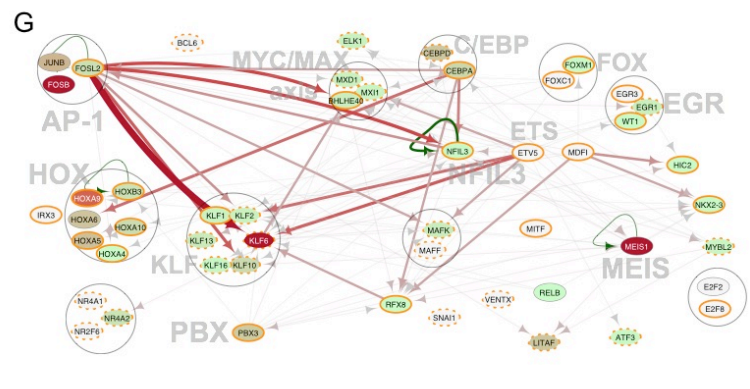 G
BCL6
ELK1
C/EBP
JUNB
FOSL2
FOSB
AP-1
MYC/MAX
axis
MXD1
MXI1
BHLHE40
CEBPD
CEBPA
FOXM1
FOXC1
FOX
EGR3
EGR1
WT1
EGR
ETS
NFIL3
NFIL3
ETV5
MDFI
HIC2
HOX
HOXA9
HOXB3
HOXA6
HOXA10
HOXA5
HOXA4
IRX3
KLF1
KLF2
KLF6
KLF13
KLF16
KLF10
KLF
MAFK
MAFF
MITF
NKX2-3
MEIS1
MEIS
MYBL2
NR4A1
NR4A2
NR2F6
PBX
PBX3
RFX8
SNAI1
VENTX
RELB
LITAF
ATF3
E2F2
E2F8